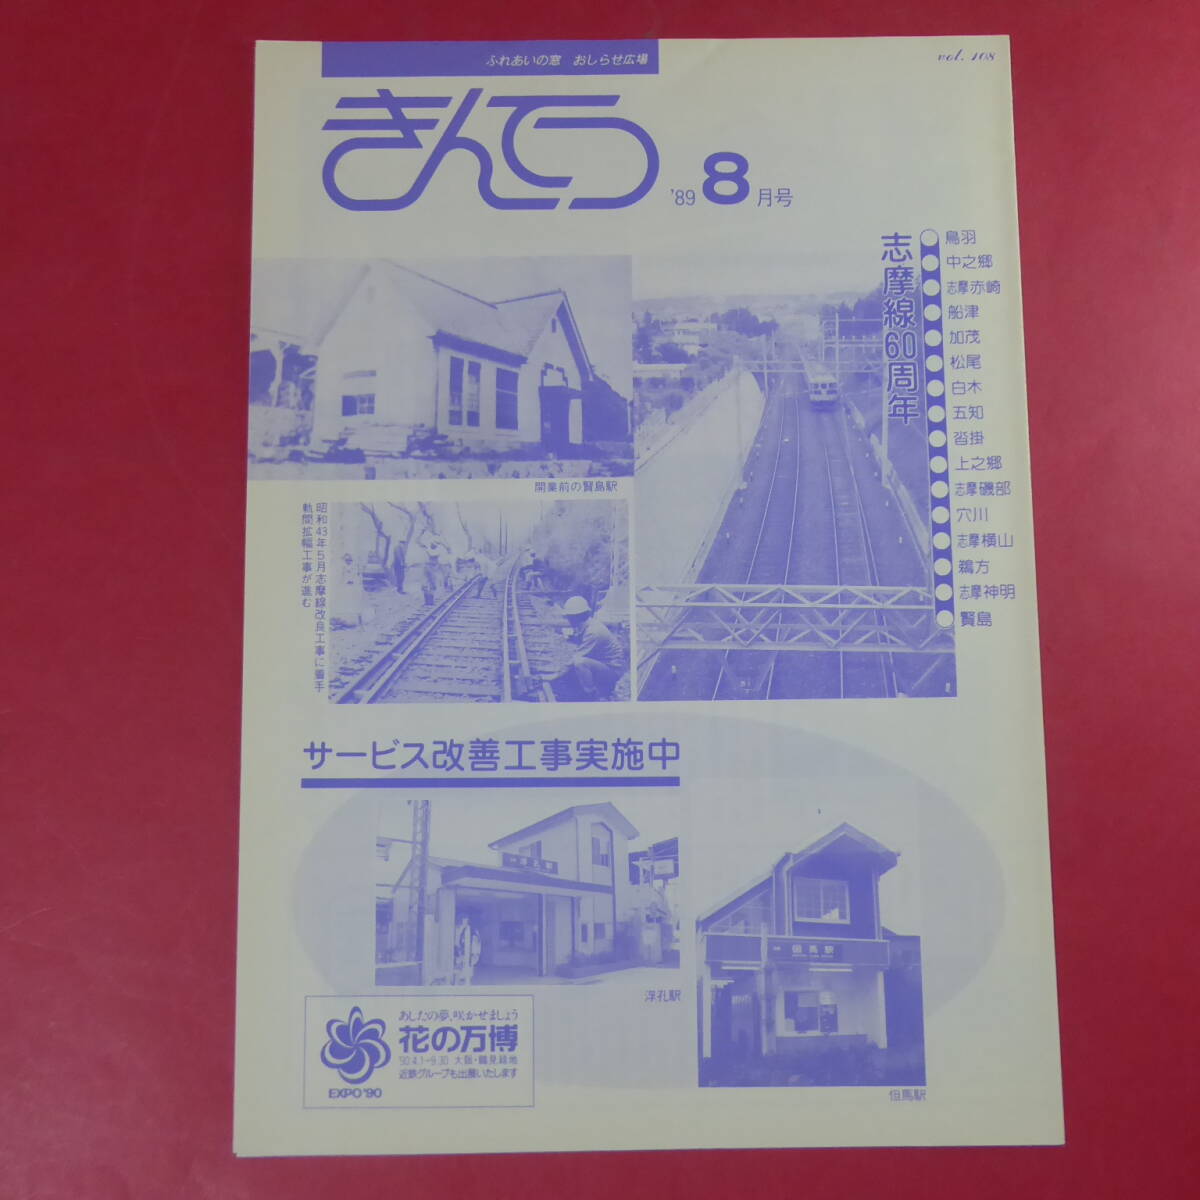 ふれあいの窓 おしらせ広場
vol. 108
きんてつ
'89 8月号
志摩線60周年
鳥羽
中之郷
志摩赤崎
船津
加茂
松尾
白木
五知
沓掛
上之郷
志摩磯部
穴川
志摩横山
鵜方
志摩神明
賢島
開業前の賢島駅
昭和43年5月志摩線改良工事に着手
軌間拡幅工事が進む
サービス改善工事実施中
浮孔駅
但馬駅
但馬駅
あしたの夢、咲かせましょう
花の万博
'90.4.1~9.30 大阪・鶴見緑地
近鉄グループも出展いたします
EXPO'90